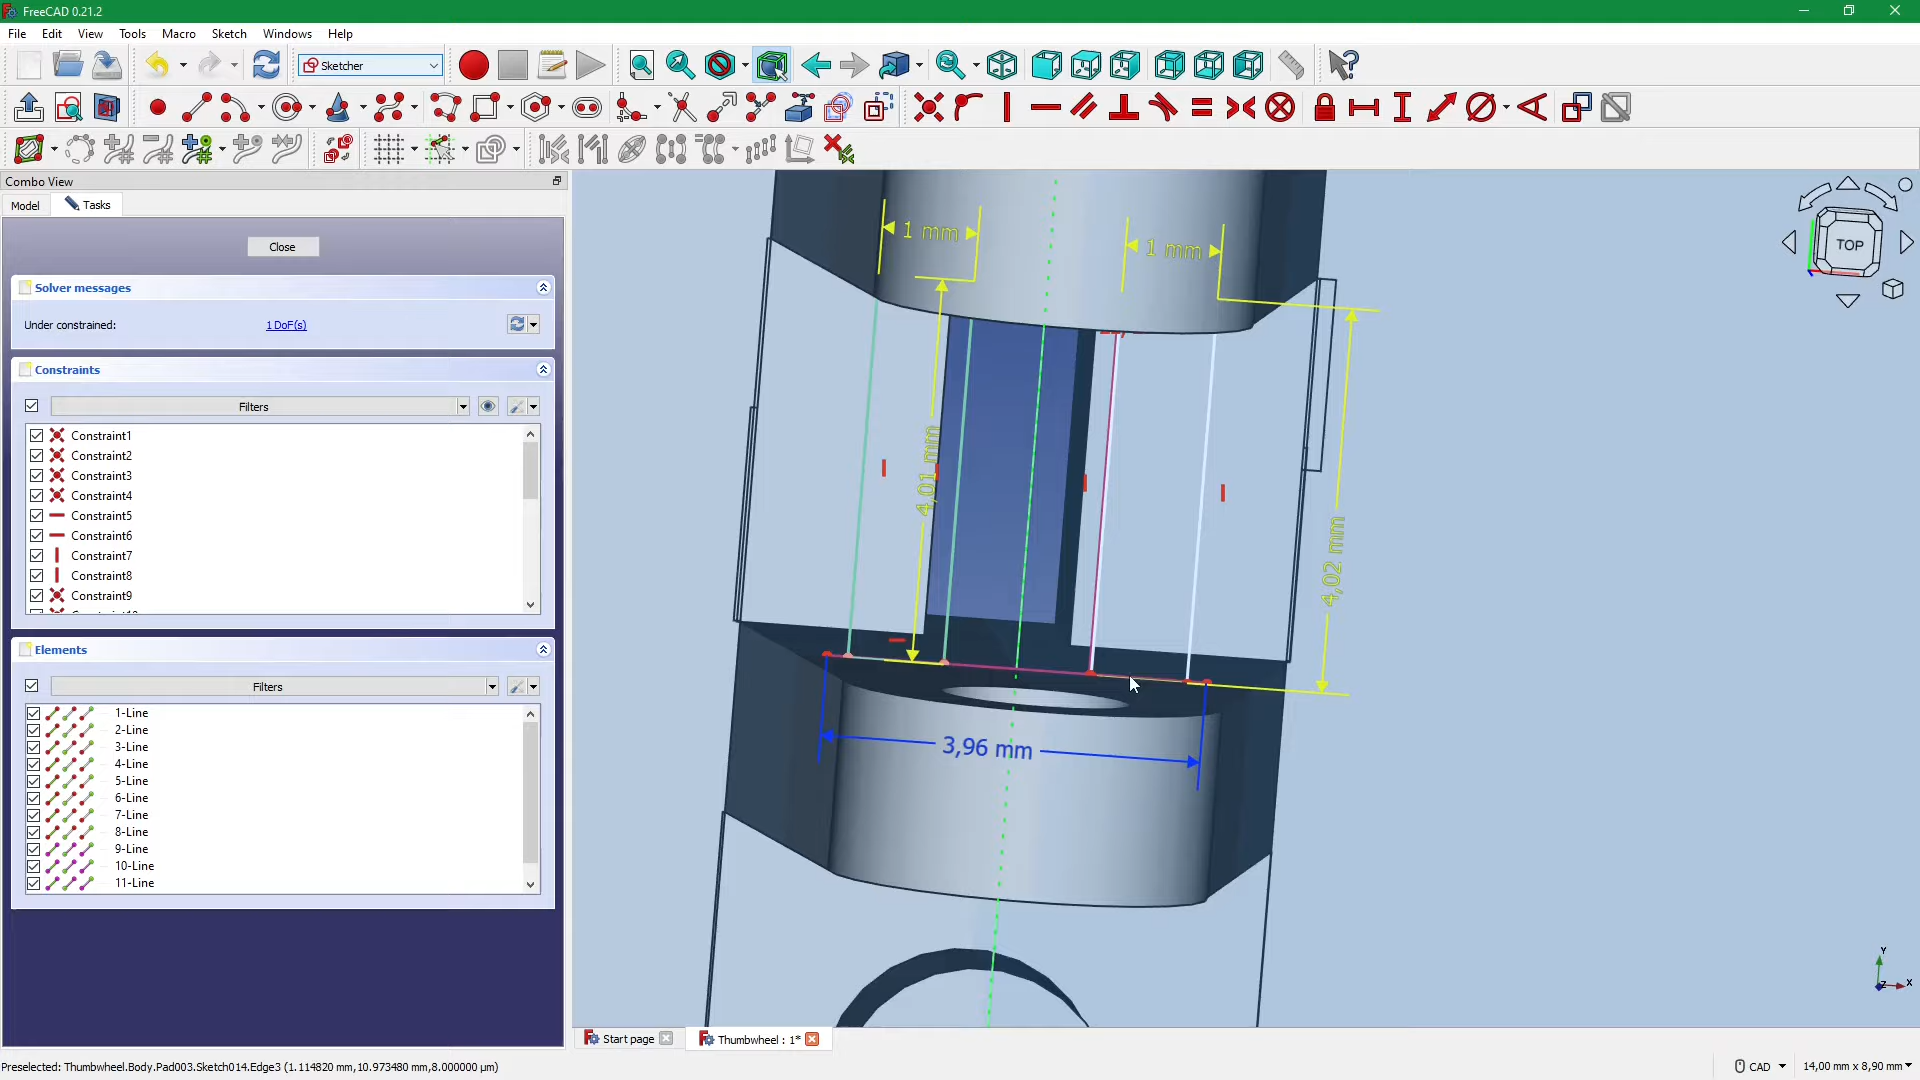 FreeCAD 0.21.2
File Edit View Tools Macro Sketch Windows Help
Sketcher
Combo View
Model Tasks
Close
Solver messages
Under constrained: 1 DoF(s)
Constraints
Filters
Constraint1
Constraint2
Constraint3
Constraint4
Constraint5
Constraint6
Constraint7
Constraint8
Constraint9
Elements
Filters
1-Line
2-Line
3-Line
4-Line
5-Line
6-Line
7-Line
8-Line
9-Line
10-Line
11-Line
1 mm
1 mm
4,01 mm
4,02 mm
3,96 mm
TOP
Y
Z X
Start page Thumbwheel : 1*
Preselected: Thumbwheel.Body.Pad003.Sketch014.Edge3 (1.114820 mm,10.973480 mm,8.000000 µm)
CAD 14,00 mm x 8,90 mm